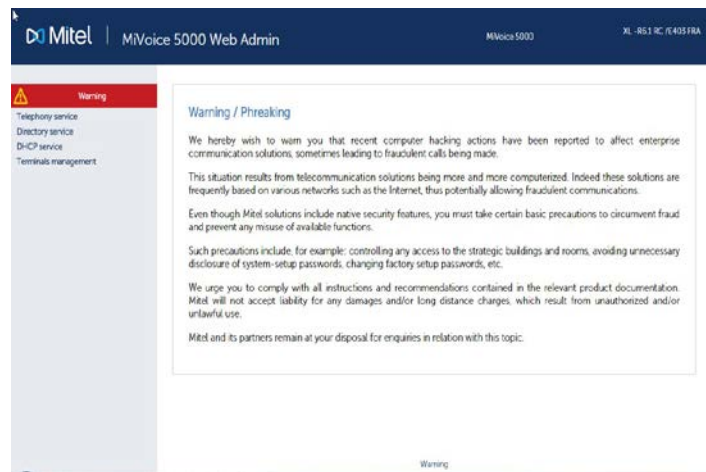 Mitel | MiVoice 5000 Web Admin
MiVoice 5000
XL -R6.1 RC /E403 FRA
Warning
Telephony service
Directory service
DHCP service
Terminals management
Warning / Phreaking
We hereby wish to warn you that recent computer hacking actions have been reported to affect enterprise
communication solutions, sometimes leading to fraudulent calls being made.
This situation results from telecommunication solutions being more and more computerized. Indeed these solutions are
frequently based on various networks such as the Internet, thus potentially allowing fraudulent communications.
Even though Mitel solutions include native security features, you must take certain basic precautions to circumvent fraud
and prevent any misuse of available functions.
Such precautions include, for example: controlling any access to the strategic buildings and rooms, avoiding unnecessary
disclosure of system-setup passwords, changing factory setup passwords, etc.
We urge you to comply with all instructions and recommendations contained in the relevant product documentation.
Mitel will not accept liability for any damages and/or long distance charges, which result from unauthorized and/or
unlawful use.
Mitel and its partners remain at your disposal for enquiries in relation with this topic.
Warning